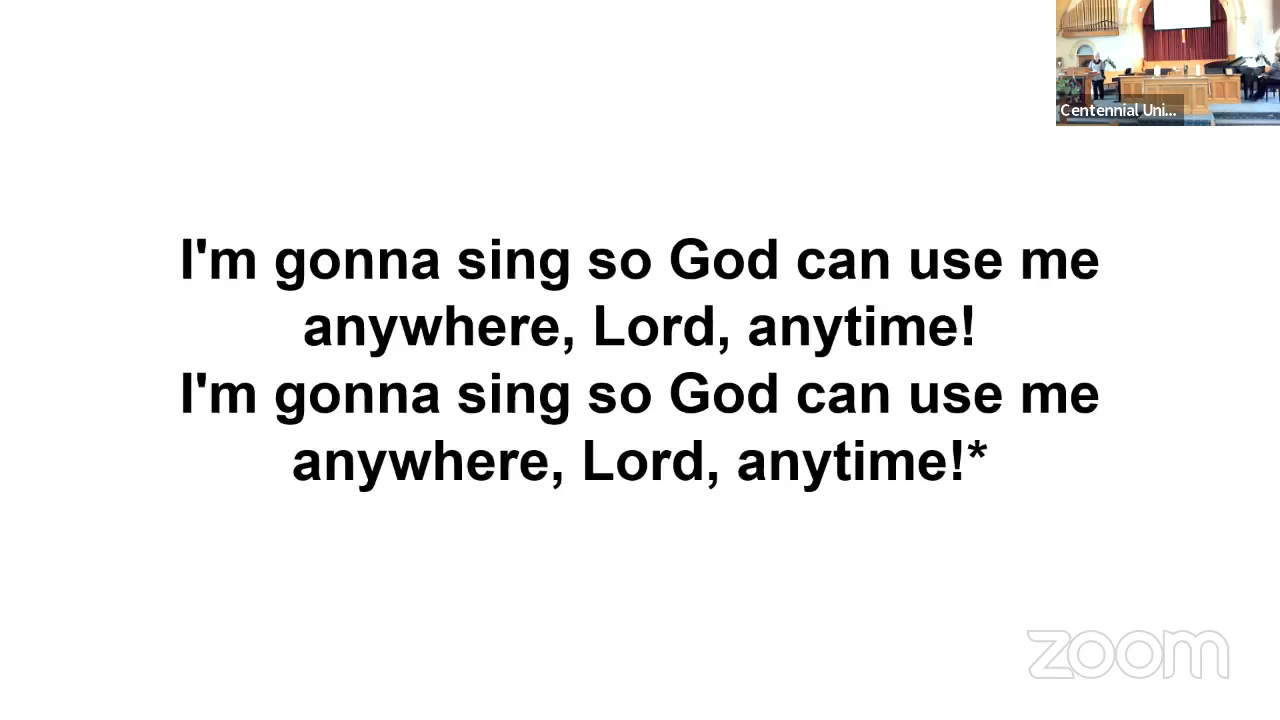 Centennial Uni...
I'm gonna sing so God can use me
anywhere, Lord, anytime!
I'm gonna sing so God can use me
anywhere, Lord, anytime!*
zoom